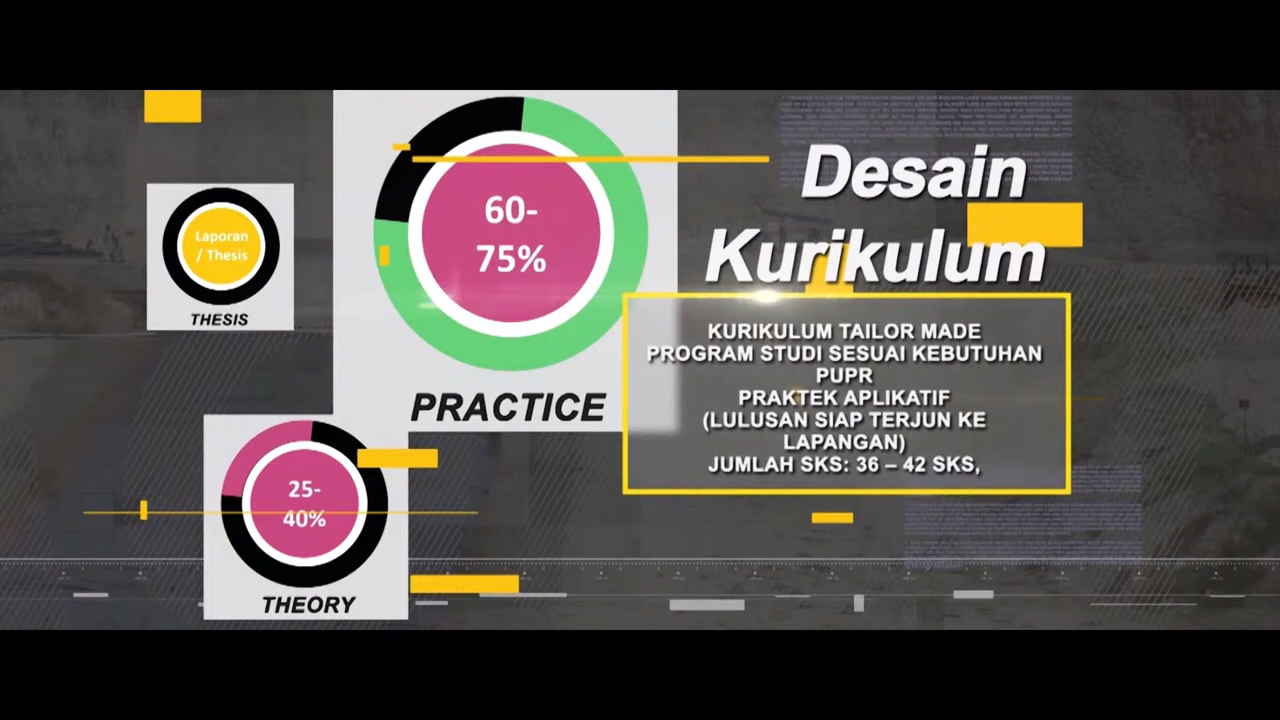 Desain
Kurikulum
KURIKULUM TAILOR MADE
PROGRAM STUDI SESUAI KEBUTUHAN
PUPR
PRAKTEK APLIKATIF
(LULUSAN SIAP TERJUN KE
LAPANGAN)
JUMLAH SKS: 36 – 42 SKS,
60-
75%
PRACTICE
Laporan
/ Thesis
THESIS
25-
40%
THEORY